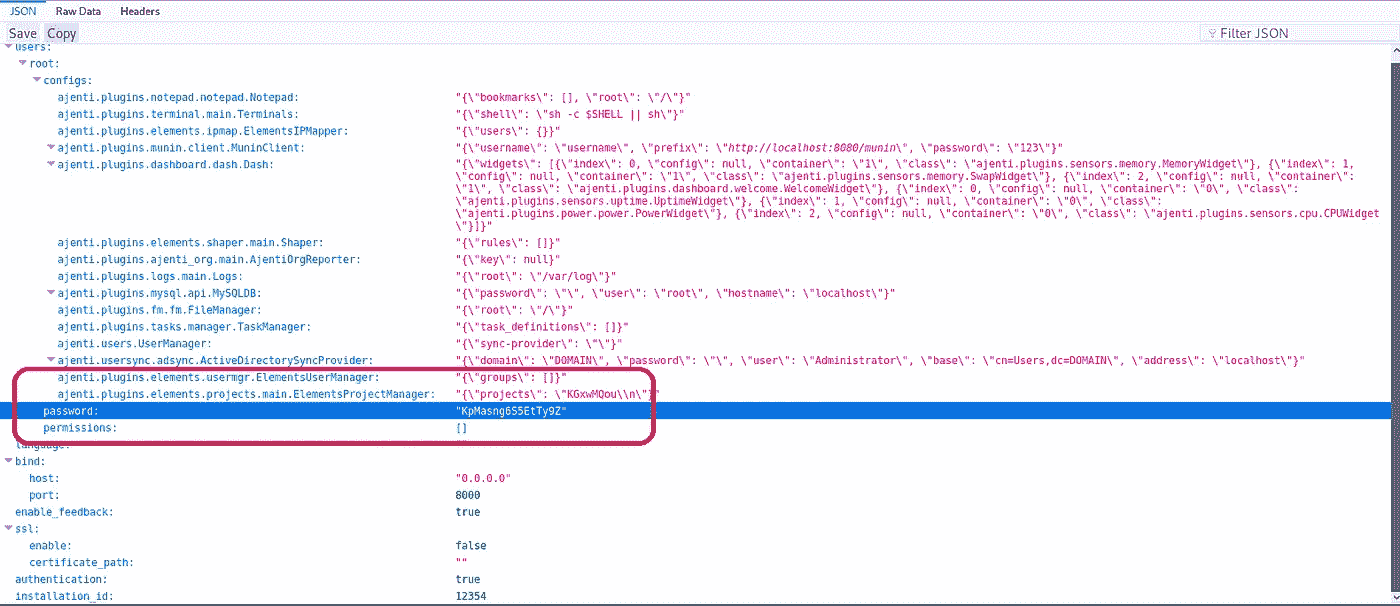 JSON Raw Data Headers
Save Copy Filter JSON
users:
root:
configs:
ajenti.plugins.notepad.notepad.Notepad: "{\"bookmarks\": [], \"root\": \"/\"}"
ajenti.plugins.terminal.main.Terminals: "{\"shell\": \"sh -c $SHELL || sh\"}"
ajenti.plugins.elements.ipmap.ElementsIPMapper: "{\"users\": {}}"
ajenti.plugins.munin.client.MuninClient: "{\"username\": \"username\", \"prefix\": \"http://localhost:8080/munin\", \"password\": \"123\"}"
ajenti.plugins.dashboard.dash.Dash: "{\"widgets\": [{\"index\": 0, \"config\": null, \"container\": \"1\", \"class\": \"ajenti.plugins.sensors.memory.MemoryWidget\"}, {\"index\": 1,
\"config\": null, \"container\": \"1\", \"class\": \"ajenti.plugins.sensors.memory.SwapWidget\"}, {\"index\": 2, \"config\": null, \"container\":
\"1\", \"class\": \"ajenti.plugins.dashboard.welcome.WelcomeWidget\"}, {\"index\": 0, \"config\": null, \"container\": \"0\", \"class\":
\"ajenti.plugins.sensors.uptime.UptimeWidget\"}, {\"index\": 1, \"config\": null, \"container\": \"0\", \"class\":
\"ajenti.plugins.power.power.PowerWidget\"}, {\"index\": 2, \"config\": null, \"container\": \"0\", \"class\": \"ajenti.plugins.sensors.cpu.CPUWidget
\"}]}"
ajenti.plugins.elements.shaper.main.Shaper: "{\"rules\": []}"
ajenti.plugins.ajenti_org.main.AjentiOrgReporter: "{\"key\": null}"
ajenti.plugins.logs.main.Logs: "{\"root\": \"/var/log\"}"
ajenti.plugins.mysql.api.MySQLDB: "{\"password\": \"\", \"user\": \"root\", \"hostname\": \"localhost\"}"
ajenti.plugins.fm.fm.FileManager: "{\"root\": \"/\"}"
ajenti.plugins.tasks.manager.TaskManager: "{\"task_definitions\": []}"
ajenti.users.UserManager: "{\"sync-provider\": \"\"}"
ajenti.usersync.adsync.ActiveDirectorySyncProvider: "{\"domain\": \"DOMAIN\", \"password\": \"\", \"user\": \"Administrator\", \"base\": \"cn=Users,dc=DOMAIN\", \"address\": \"localhost\"}"
ajenti.plugins.elements.usermgr.ElementsUserManager: "{\"groups\": []}"
ajenti.plugins.elements.projects.main.ElementsProjectManager: "{\"projects\": \"KGxwMQou\\n\"}"
password: "KpMasng6S5EtTy9Z"
permissions: []
language: ""
bind:
host: "0.0.0.0"
port: 8000
enable_feedback: true
ssl:
enable: false
certificate_path: ""
authentication: true
installation_id: 12354